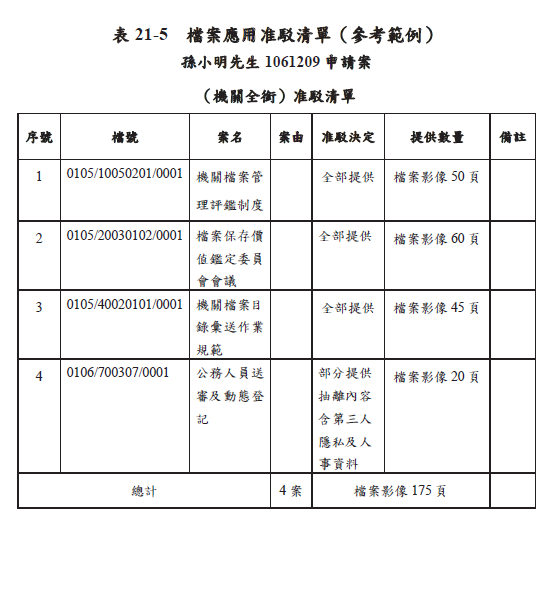 表 21-5 檔案應用准駁清單（參考範例）
孫小明先生 1061209 申請案
（機關全銜）准駁清單
序號 檔號 案名 案由 准駁決定 提供數量 備註
1 0105/10050201/0001 機關檔案管 全部提供 檔案影像 50 頁
理評鑑制度
2 0105/20030102/0001 檔案保存價 全部提供 檔案影像 60 頁
值鑑定委員
會會議
3 0105/40020101/0001 機關檔案目 全部提供 檔案影像 45 頁
錄彙送作業
規範
4 0106/700307/0001 公務人員送 部分提供 檔案影像 20 頁
審及動態登 抽離內容
記 含第三人
隱私及人
事資料
總計 4 案 檔案影像 175 頁